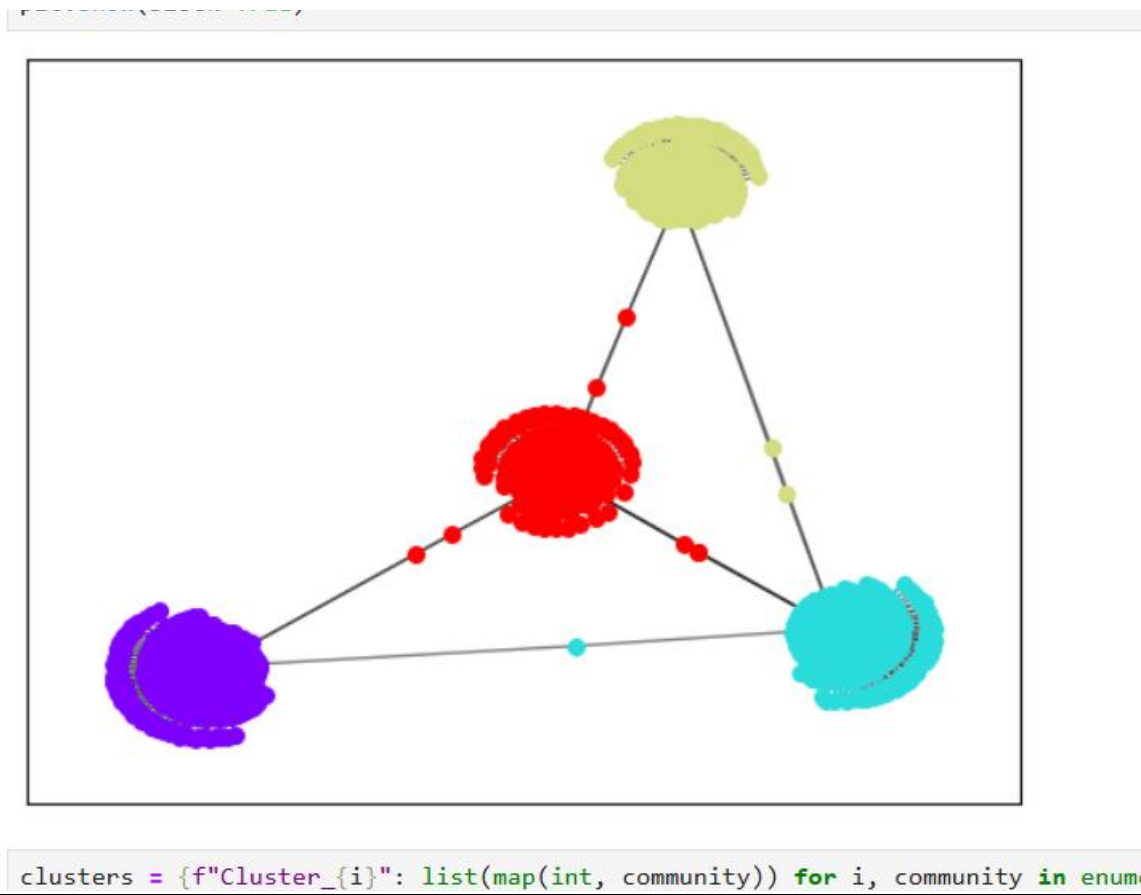 clusters = {f"Cluster_{i}": list(map(int, community)) for i, community in enum